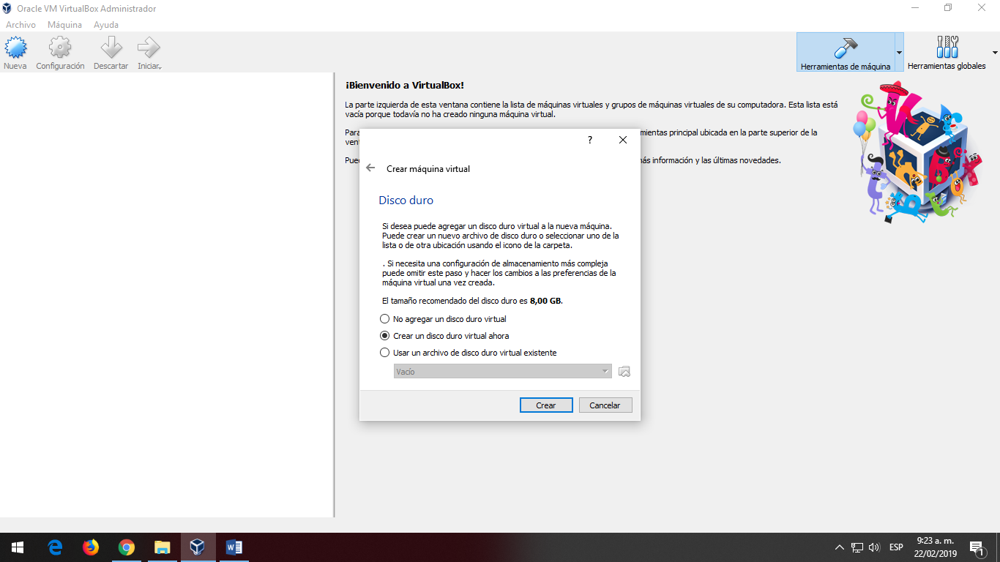 Oracle VM VirtualBox Administrador
Archivo Máquina Ayuda
Nueva Configuración Descartar Iniciar
Herramientas de máquina Herramientas globales
¡Bienvenido a VirtualBox!
La parte izquierda de esta ventana contiene la lista de máquinas virtuales y grupos de máquinas virtuales de su computadora. Esta lista está
vacía porque todavía no ha creado ninguna máquina virtual.
Para
mientas principal ubicada en la parte superior de la
ven
Pue
más información y las últimas novedades.
?
Crear máquina virtual
Disco duro
Si desea puede agregar un disco duro virtual a la nueva máquina.
Puede crear un nuevo archivo de disco duro o seleccionar uno de la
lista o de otra ubicación usando el icono de la carpeta.
. Si necesita una configuración de almacenamiento más compleja
puede omitir este paso y hacer los cambios a las preferencias de la
máquina virtual una vez creada.
El tamaño recomendado del disco duro es 8,00 GB.
No agregar un disco duro virtual
Crear un disco duro virtual ahora
Usar un archivo de disco duro virtual existente
Vacío
Crear Cancelar
ESP
9:23 a. m.
22/02/2019
1